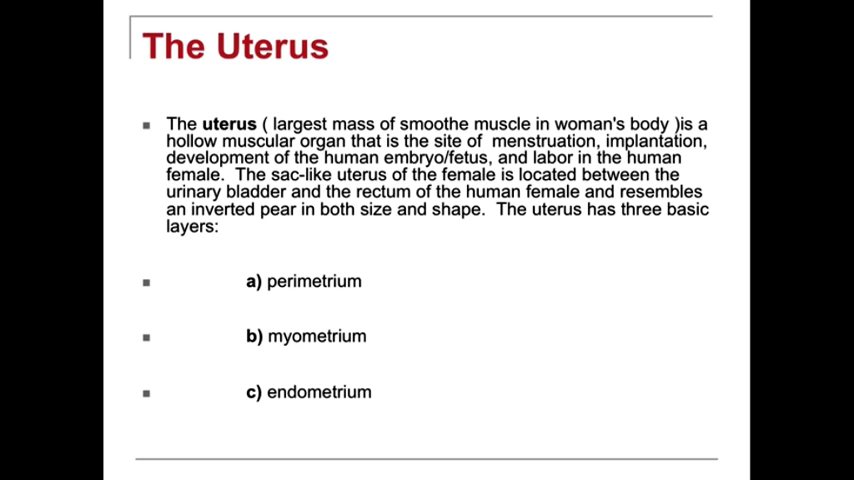 The Uterus
The uterus ( largest mass of smoothe muscle in woman's body )is a
hollow muscular organ that is the site of  menstruation, implantation,
development of the human embryo/fetus, and labor in the human
female.  The sac-like uterus of the female is located between the
urinary bladder and the rectum of the human female and resembles
an inverted pear in both size and shape.  The uterus has three basic
layers:
a) perimetrium
b) myometrium
c) endometrium